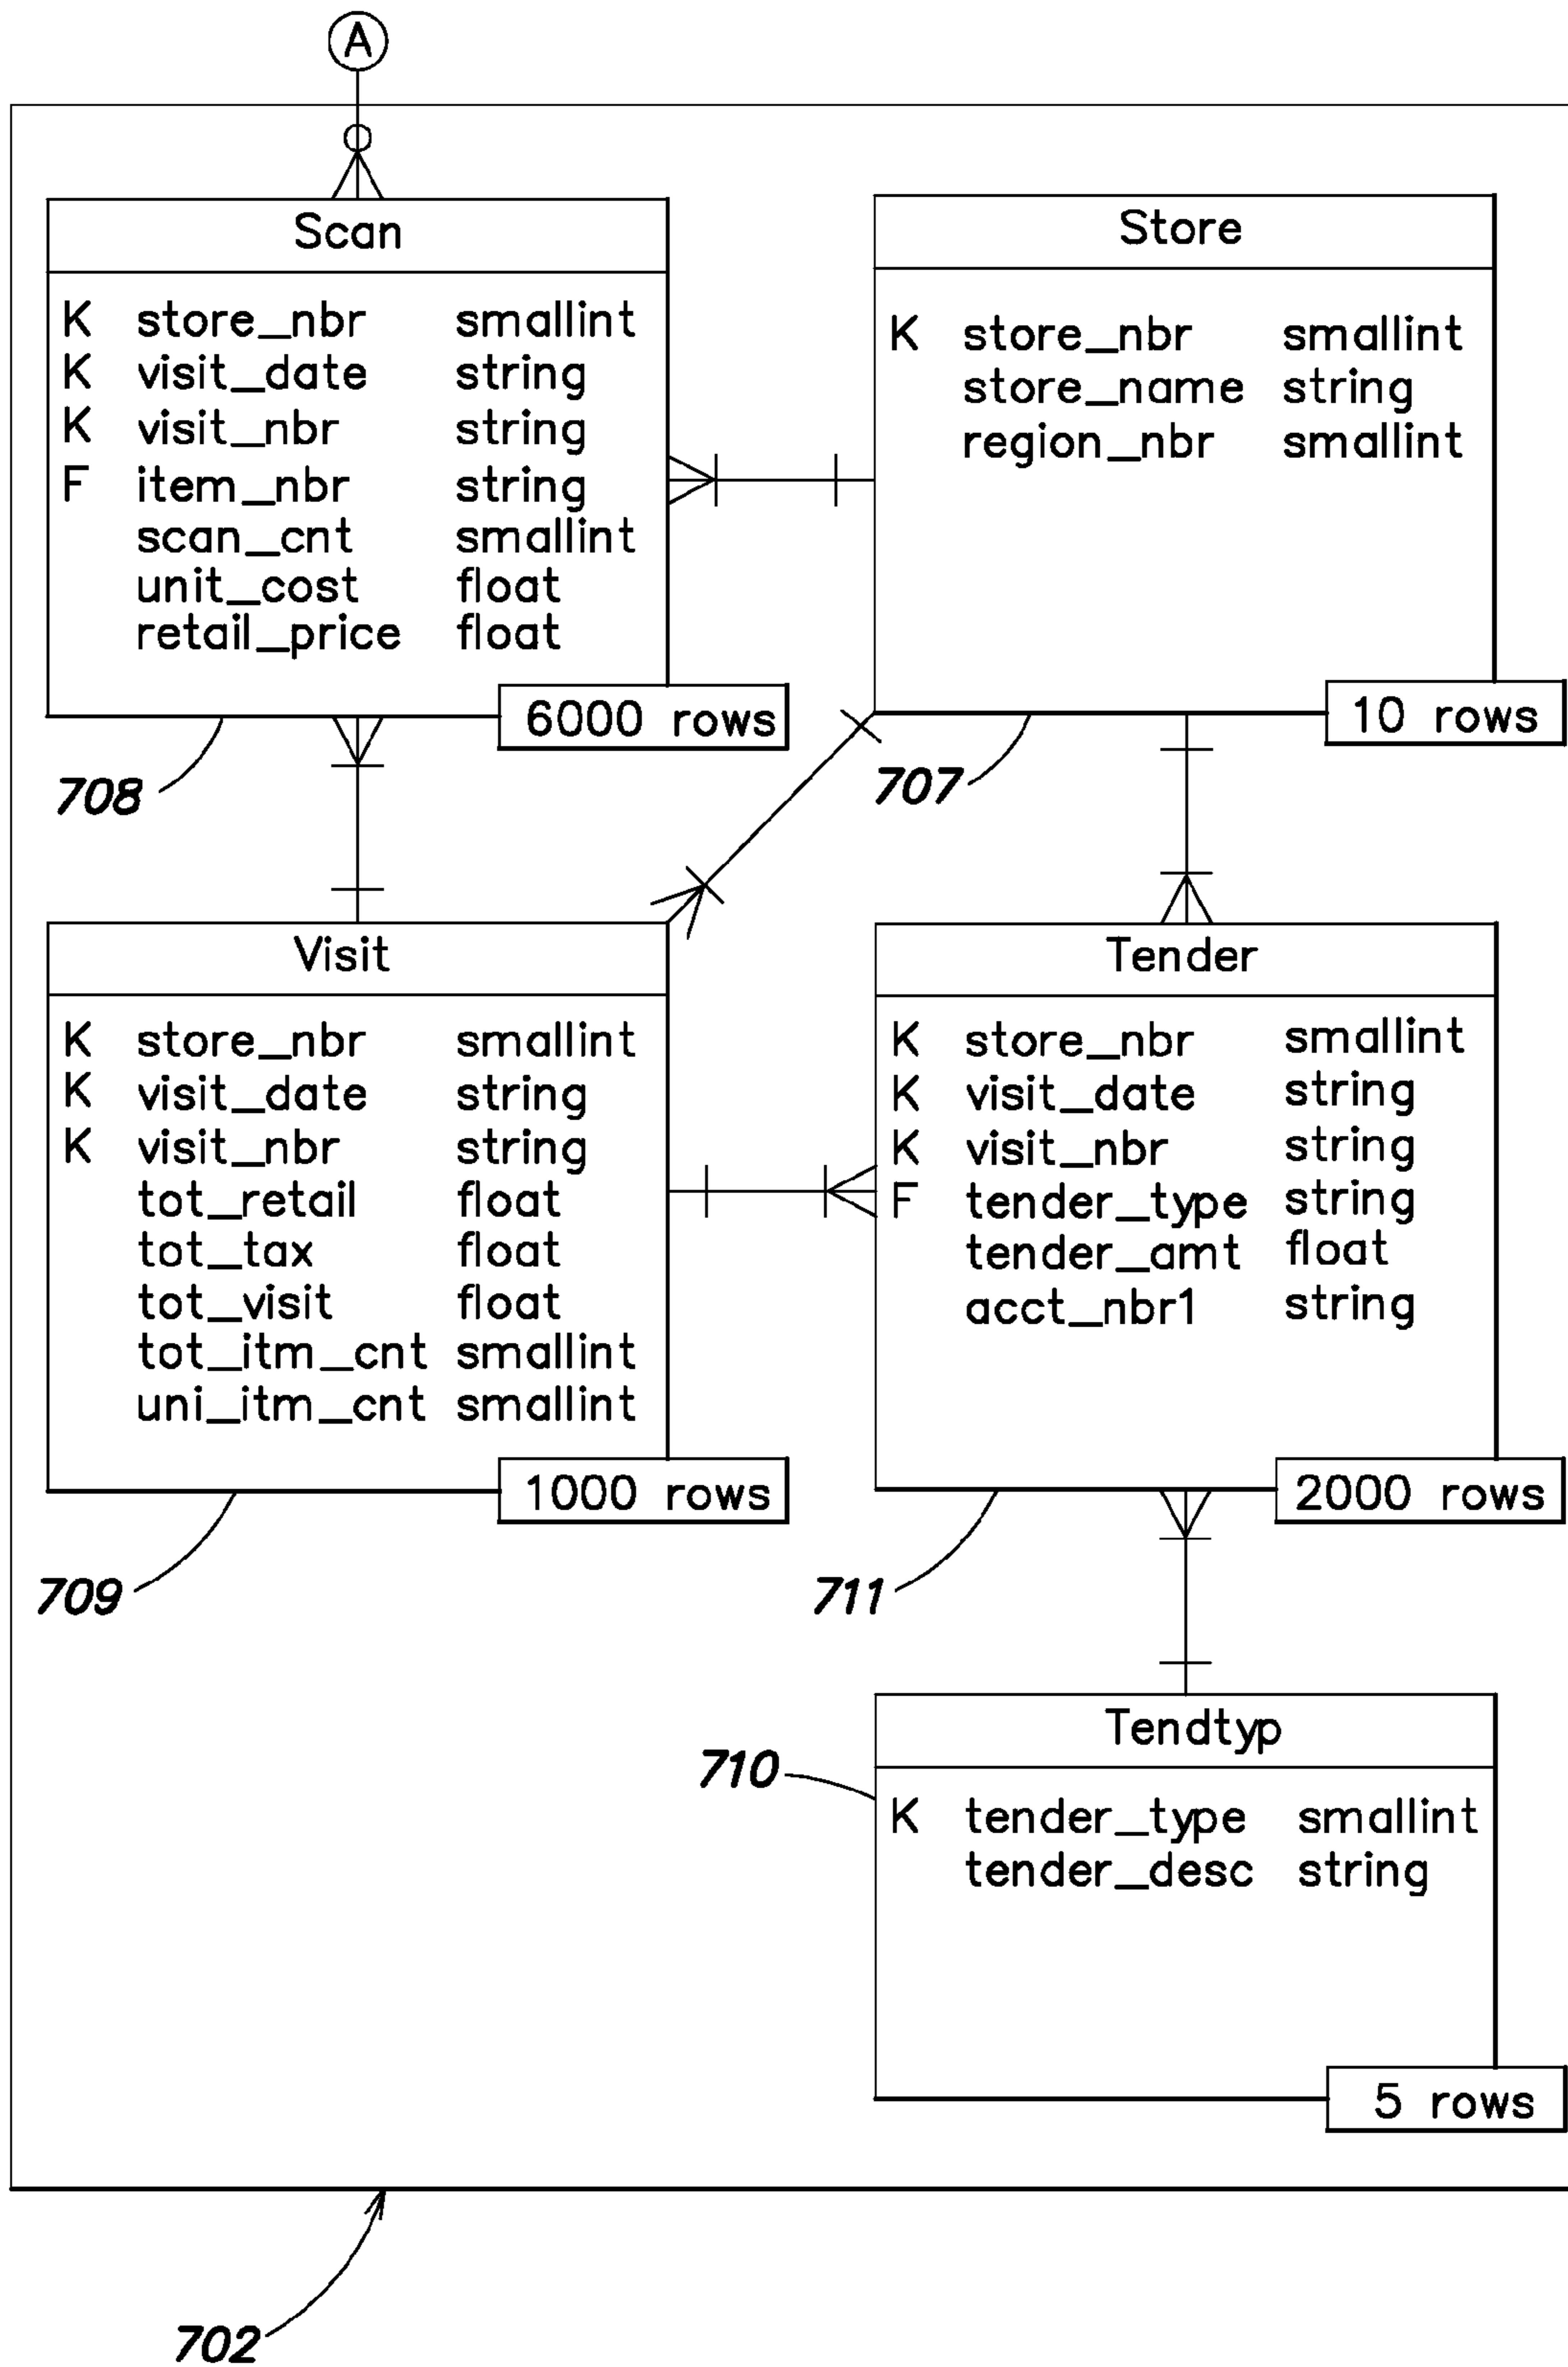 A
Scan
K store_nbr smallint
K visit_date string
K visit_nbr string
F item_nbr string
scan_cnt smallint
unit_cost float
retail_price float
6000 rows
708
Store
K store_nbr smallint
store_name string
region_nbr smallint
10 rows
707
Visit
K store_nbr smallint
K visit_date string
K visit_nbr string
tot_retail float
tot_tax float
tot_visit float
tot_itm_cnt smallint
uni_itm_cnt smallint
1000 rows
709
Tender
K store_nbr smallint
K visit_date string
K visit_nbr string
F tender_type string
tender_amt float
acct_nbr1 string
2000 rows
711
Tendtyp
710
K tender_type smallint
tender_desc string
5 rows
702